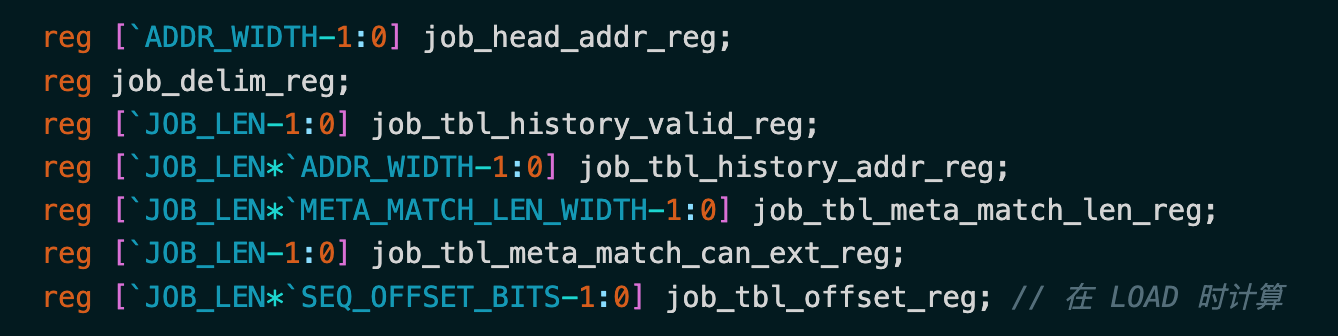 reg [`ADDR_WIDTH-1:0] job_head_addr_reg;
reg job_delim_reg;
reg [`JOB_LEN-1:0] job_tbl_history_valid_reg;
reg [`JOB_LEN*`ADDR_WIDTH-1:0] job_tbl_history_addr_reg;
reg [`JOB_LEN*`META_MATCH_LEN_WIDTH-1:0] job_tbl_meta_match_len_reg;
reg [`JOB_LEN-1:0] job_tbl_meta_match_can_ext_reg;
reg [`JOB_LEN*`SEQ_OFFSET_BITS-1:0] job_tbl_offset_reg; // 在 LOAD 时计算